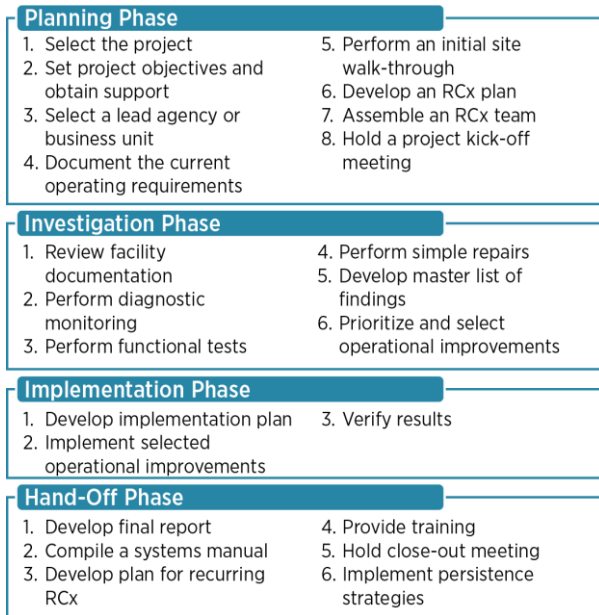 Planning Phase
1. Select the project
2. Set project objectives and
obtain support
3. Select a lead agency or
business unit
4. Document the current
operating requirements
5. Perform an initial site
walk-through
6. Develop an RCx plan
7. Assemble an RCx team
8. Hold a project kick-off
meeting
Investigation Phase
1. Review facility
documentation
2. Perform diagnostic
monitoring
3. Perform functional tests
4. Perform simple repairs
5. Develop master list of
findings
6. Prioritize and select
operational improvements
Implementation Phase
1. Develop implementation plan
2. Implement selected
operational improvements
3. Verify results
Hand-Off Phase
1. Develop final report
2. Compile a systems manual
3. Develop plan for recurring
RCx
4. Provide training
5. Hold close-out meeting
6. Implement persistence
strategies